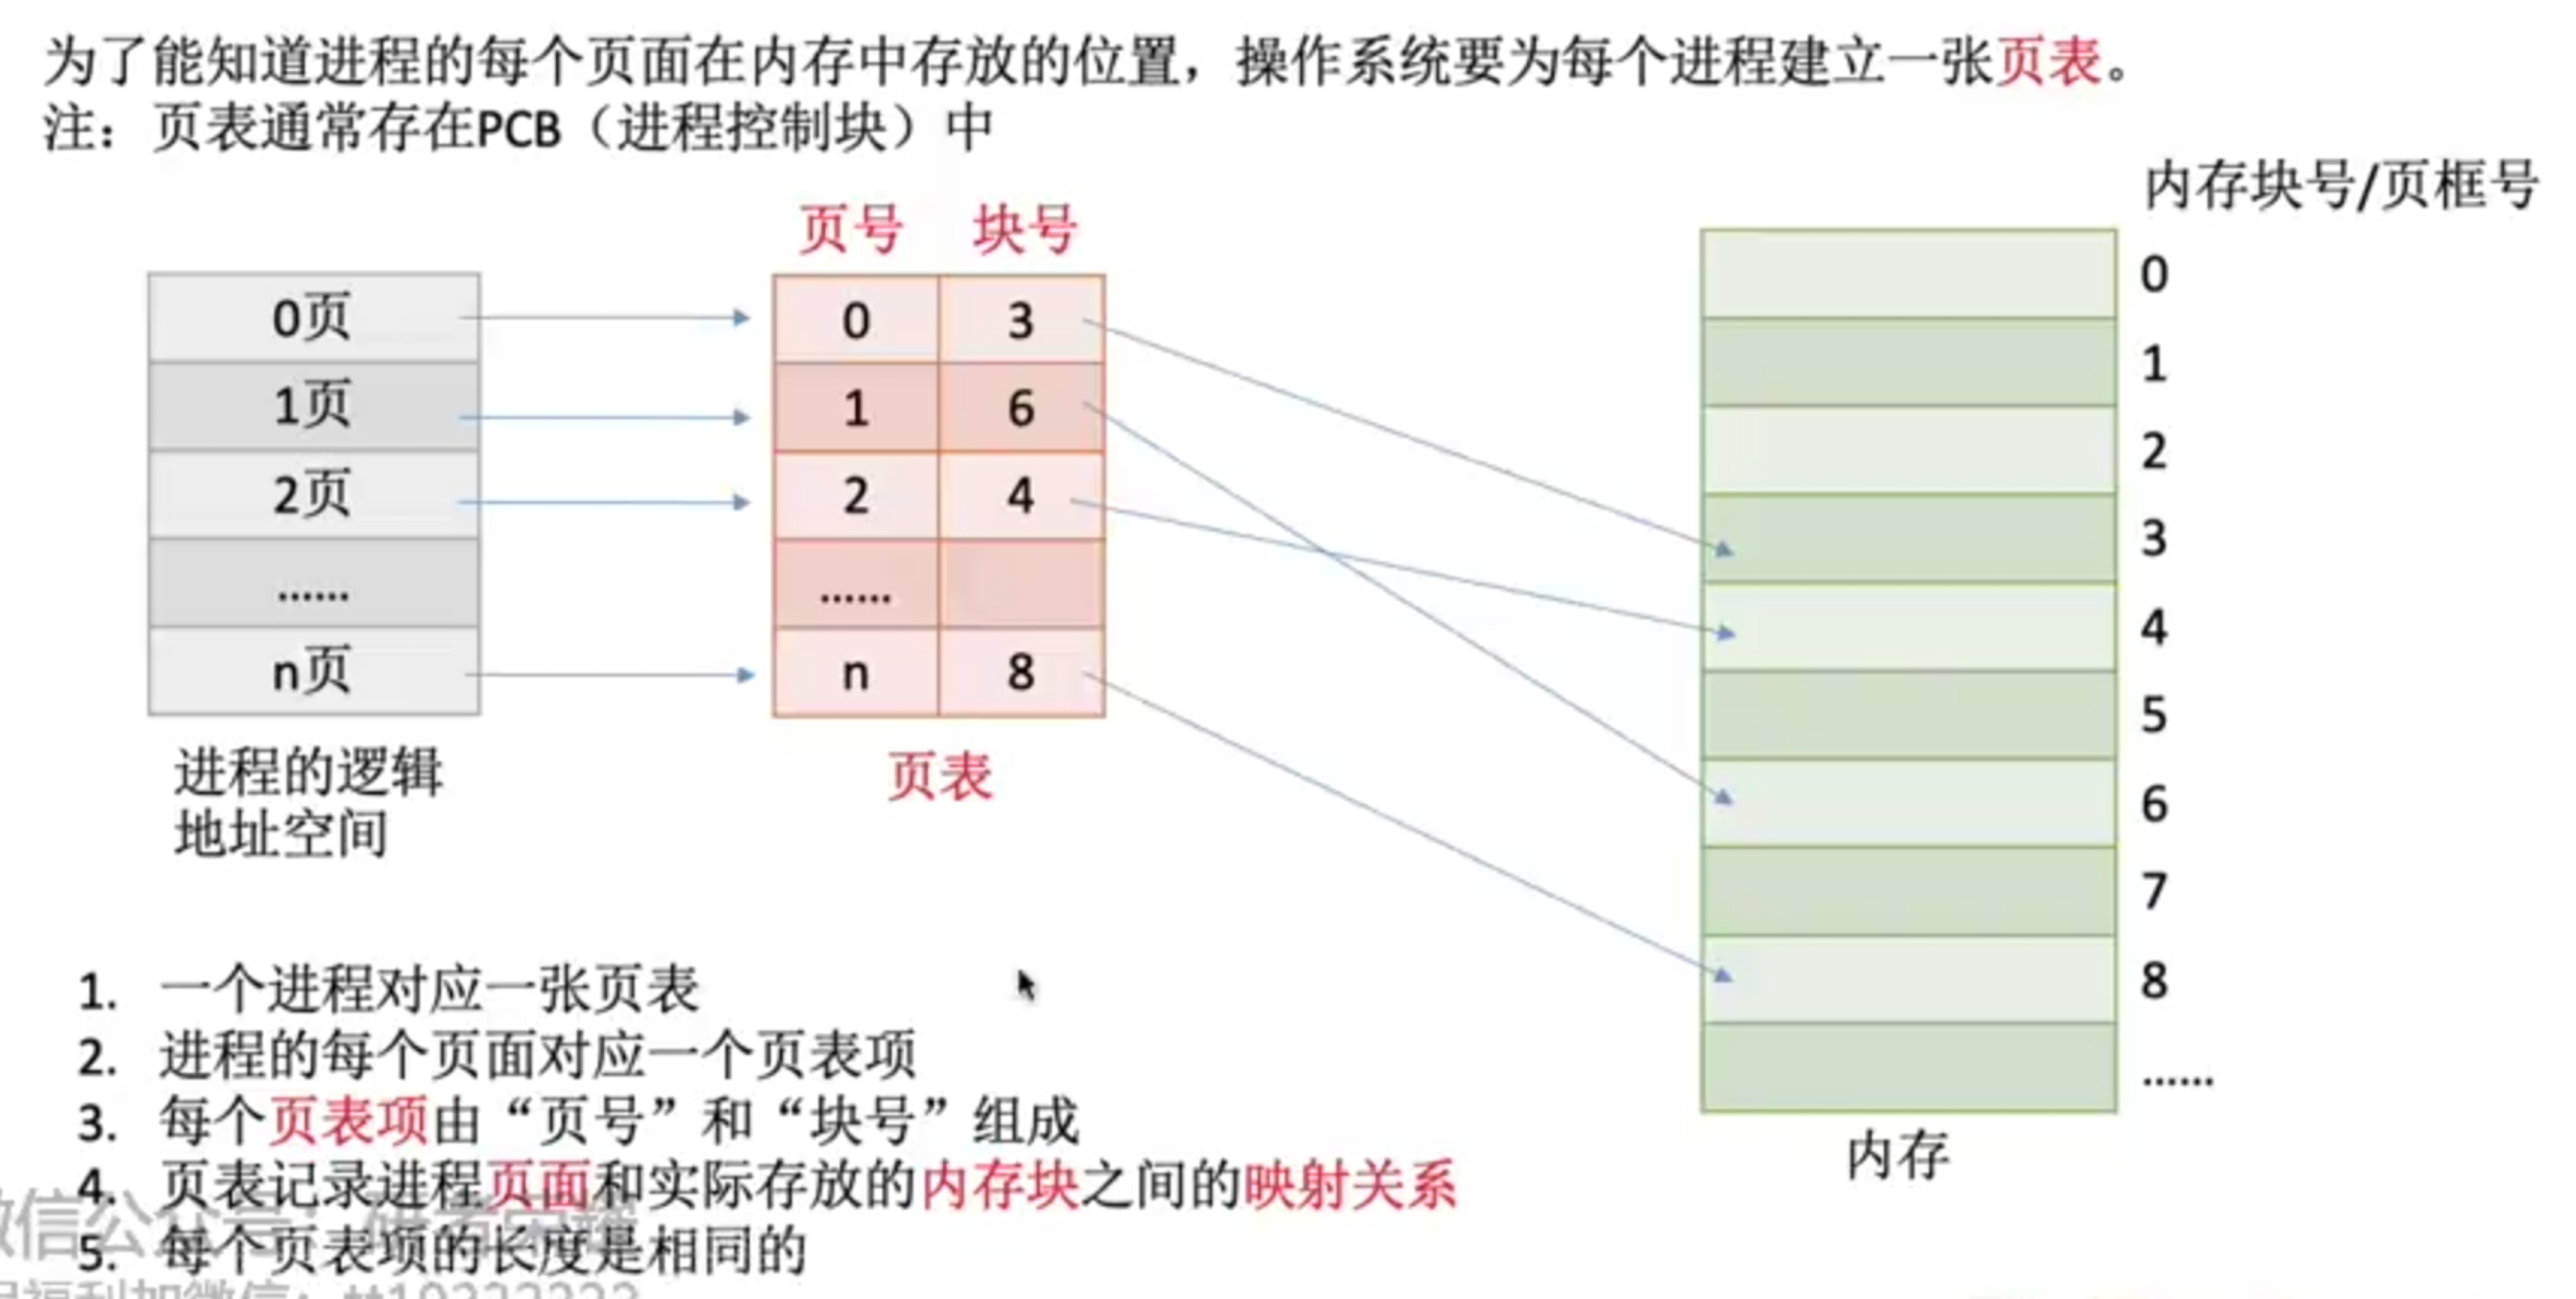 为了能知道进程的每个页面在内存中存放的位置，操作系统要为每个进程建立一张页表。
注：页表通常存在PCB（进程控制块）中
内存块号/页框号
页号 块号
0页 0 3
1页 1 6
2页 2 4
...... ......
n页 n 8
进程的逻辑
地址空间
页表
0
1
2
3
4
5
6
7
8
......
内存
1. 一个进程对应一张页表
2. 进程的每个页面对应一个页表项
3. 每个页表项由“页号”和“块号”组成
4. 页表记录进程页面和实际存放的内存块之间的映射关系
5. 每个页表项的长度是相同的
信公众号：